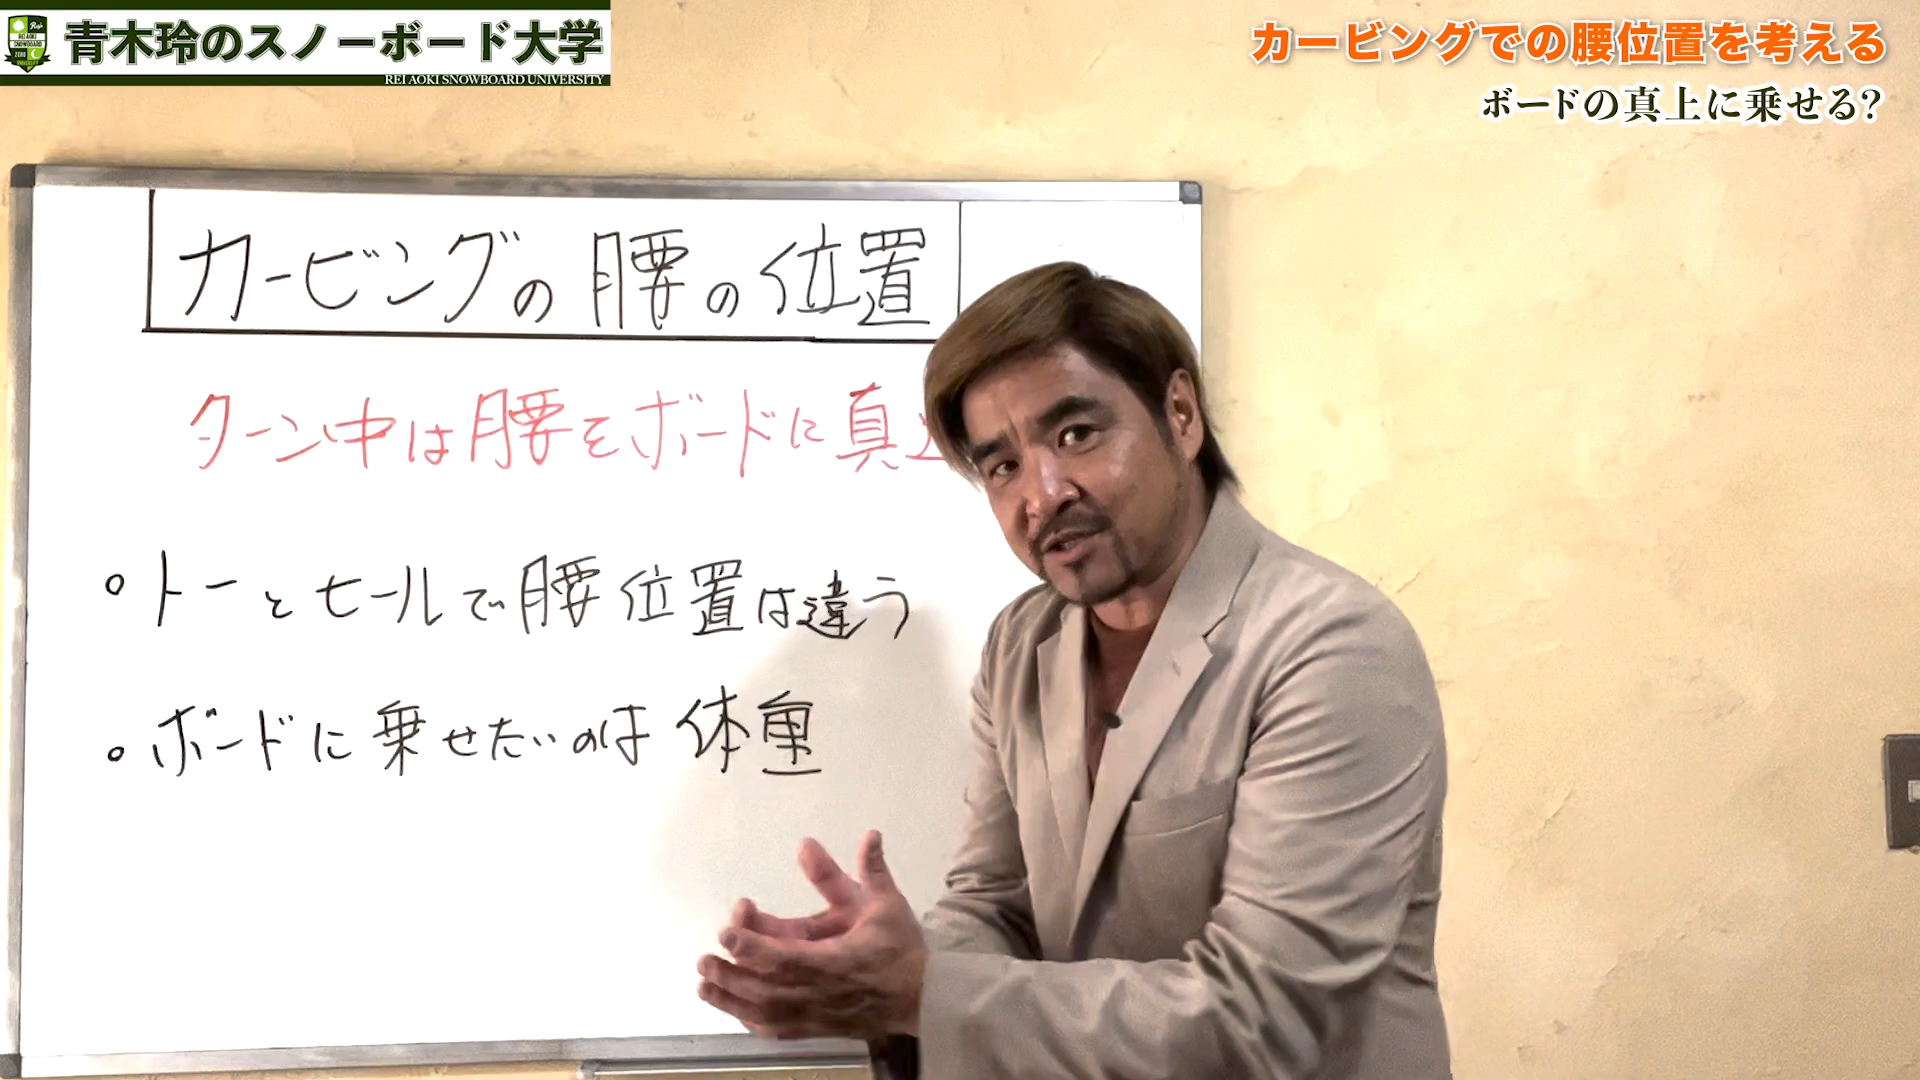 青木玲のスノーボード大学
REI AOKI SNOWBOARD UNIVERSITY
カービングでの腰位置を考える
ボードの真上に乗せる?
カービングの腰の位置
ターン中は腰をボードに真上
・トーとヒールで腰位置は違う
・ボードに乗せたいのは体重